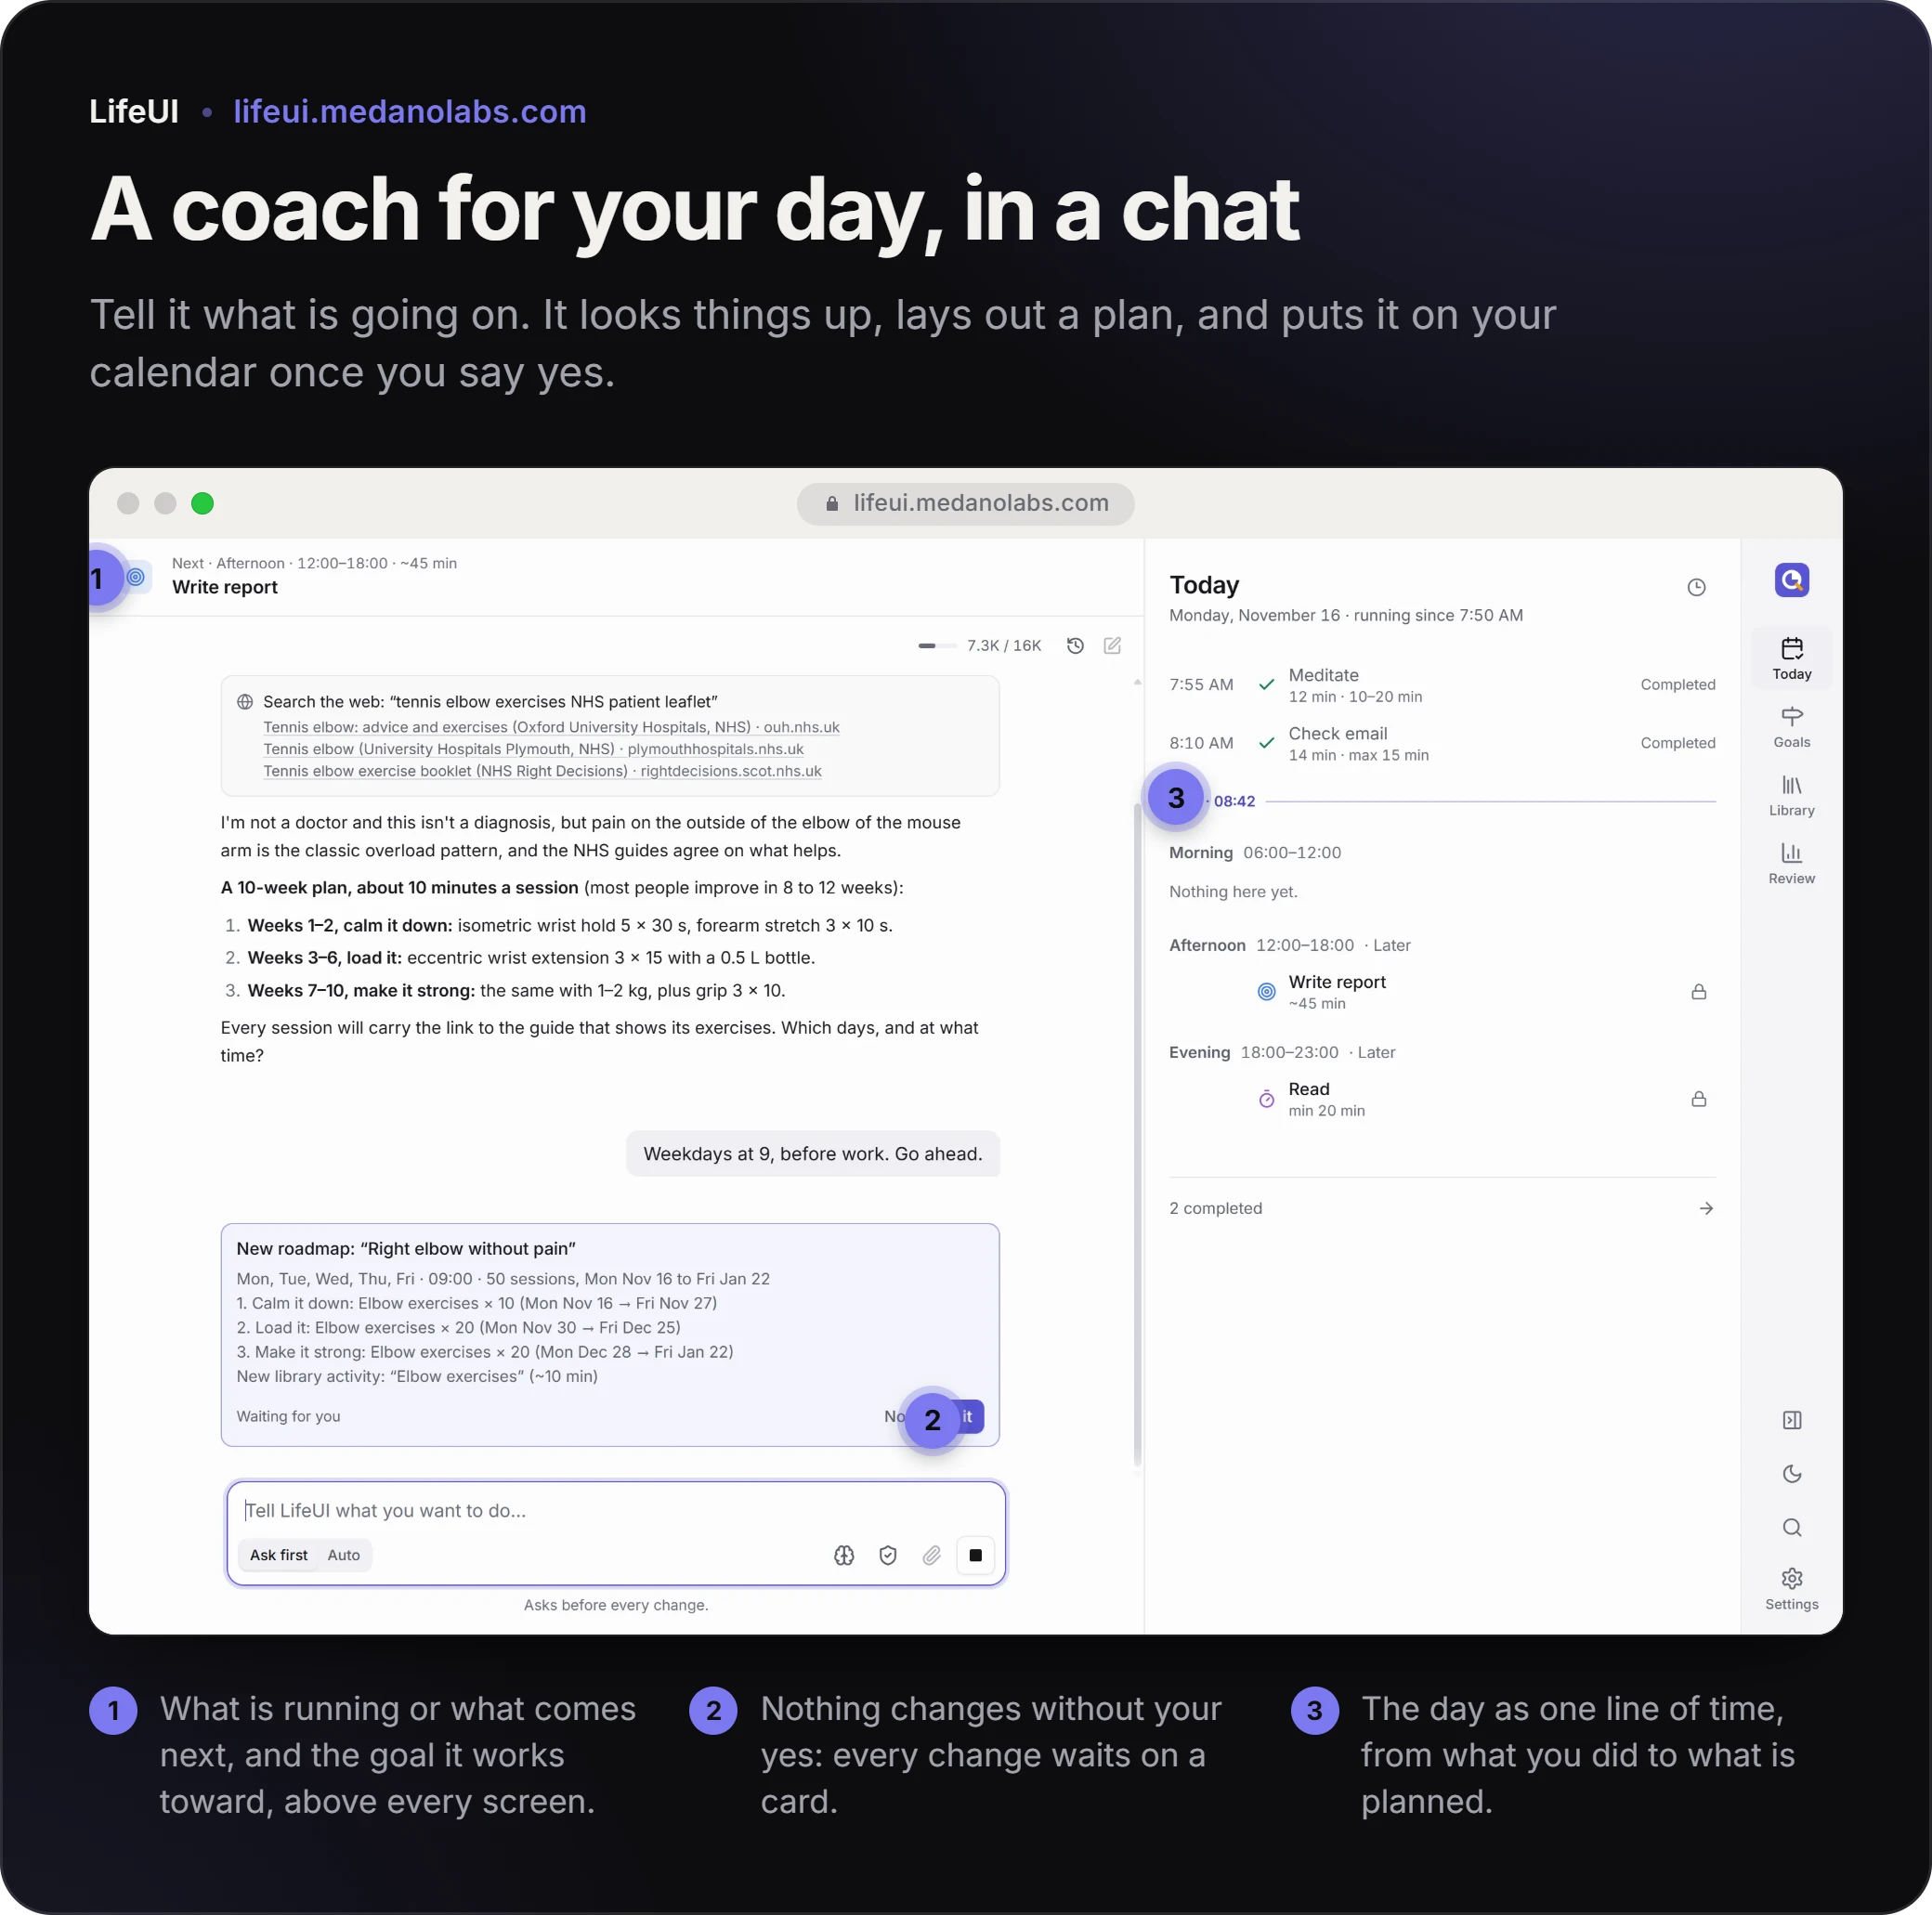 LifeUI • lifeui.medanolabs.com
A coach for your day, in a chat
Tell it what is going on. It looks things up, lays out a plan, and puts it on your
calendar once you say yes.
lifeui.medanolabs.com
1
Next · Afternoon · 12:00–18:00 · ~45 min
Write report
7.3K / 16K
Search the web: “tennis elbow exercises NHS patient leaflet”
Tennis elbow: advice and exercises (Oxford University Hospitals, NHS) · ouh.nhs.uk
Tennis elbow (University Hospitals Plymouth, NHS) · plymouthhospitals.nhs.uk
Tennis elbow exercise booklet (NHS Right Decisions) · rightdecisions.scot.nhs.uk
I'm not a doctor and this isn't a diagnosis, but pain on the outside of the elbow of the mouse
arm is the classic overload pattern, and the NHS guides agree on what helps.
A 10-week plan, about 10 minutes a session (most people improve in 8 to 12 weeks):
1. Weeks 1–2, calm it down: isometric wrist hold 5 × 30 s, forearm stretch 3 × 10 s.
2. Weeks 3–6, load it: eccentric wrist extension 3 × 15 with a 0.5 L bottle.
3. Weeks 7–10, make it strong: the same with 1–2 kg, plus grip 3 × 10.
Every session will carry the link to the guide that shows its exercises. Which days, and at what
time?
Weekdays at 9, before work. Go ahead.
New roadmap: “Right elbow without pain”
Mon, Tue, Wed, Thu, Fri · 09:00 · 50 sessions, Mon Nov 16 to Fri Jan 22
1. Calm it down: Elbow exercises × 10 (Mon Nov 16 → Fri Nov 27)
2. Load it: Elbow exercises × 20 (Mon Nov 30 → Fri Dec 25)
3. Make it strong: Elbow exercises × 20 (Mon Dec 28 → Fri Jan 22)
New library activity: “Elbow exercises” (~10 min)
Waiting for you
2
it
Tell LifeUI what you want to do...
Ask first Auto
Asks before every change.
Today
Monday, November 16 · running since 7:50 AM
7:55 AM Meditate Completed
12 min · 10–20 min
8:10 AM Check email Completed
14 min · max 15 min
3 · 08:42
Morning 06:00–12:00
Nothing here yet.
Afternoon 12:00–18:00 · Later
Write report
~45 min
Evening 18:00–23:00 · Later
Read
min 20 min
2 completed
Today
Goals
Library
Review
Settings
1 What is running or what comes
next, and the goal it works
toward, above every screen.
2 Nothing changes without your
yes: every change waits on a
card.
3 The day as one line of time,
from what you did to what is
planned.